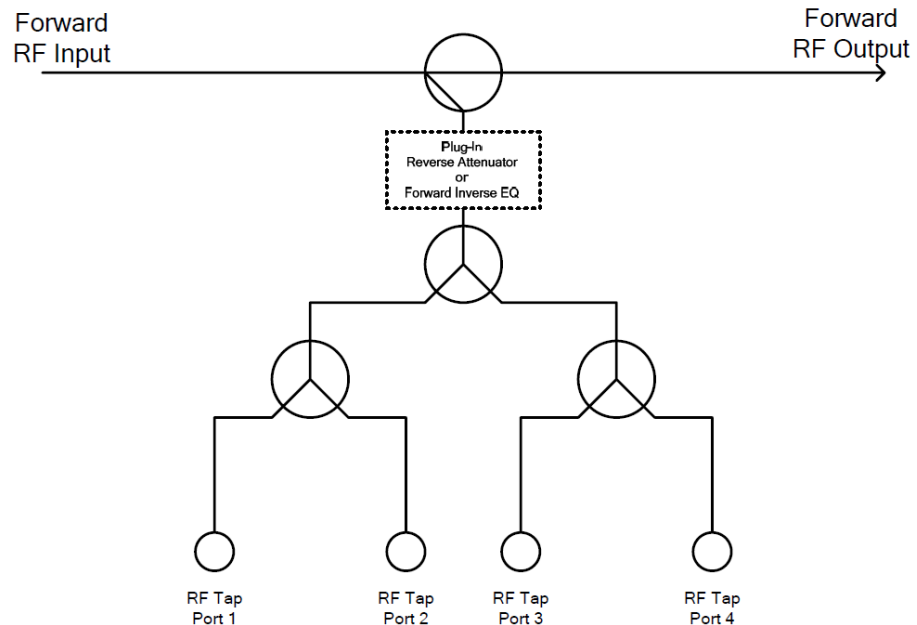 Forward
RF Input
Forward
RF Output
Plug-In
Reverse Attenuator
or
Forward Inverse EQ
RF Tap
Port 1
RF Tap
Port 2
RF Tap
Port 3
RF Tap
Port 4